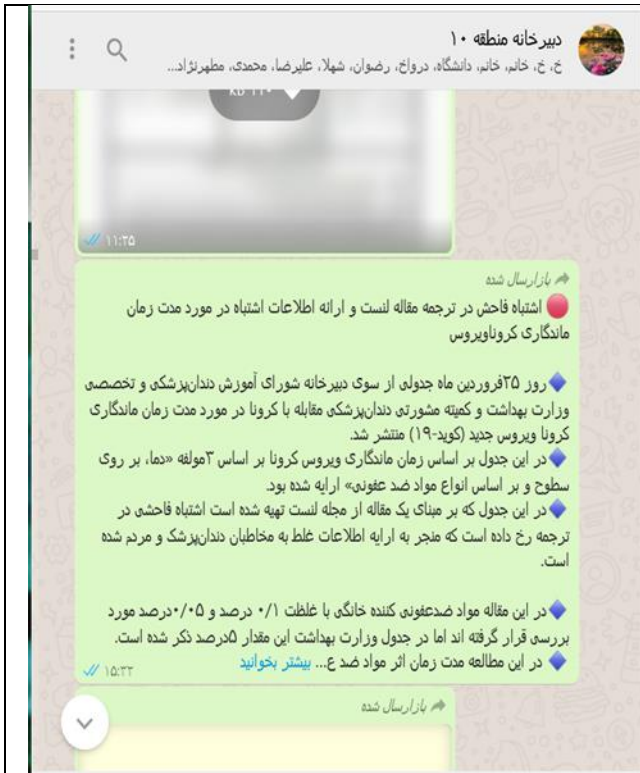 دبیرخانه منطقه ۱۰
خ، خ، خانم، خانم، دانشگاه، درواخ، رضوان، شهلا، علیرضا، محمدی، مطهرنژاد...
۱۱:۲۵
بازارسال شده
اشتباه فاحش در ترجمه مقاله لنست و ارائه اطلاعات اشتباه در مورد مدت زمان
ماندگاری کروناویروس
روز ۲۵فروردین ماه جدولی از سوی دبیرخانه شورای آموزش دندان‌پزشکی و تخصصی
وزارت بهداشت و کمیته مشورتی دندان‌پزشکی مقابله با کرونا در مورد مدت زمان ماندگاری
کرونا ویروس جدید (کوید-۱۹) منتشر شد.
در این جدول بر اساس زمان ماندگاری ویروس کرونا بر اساس ۳مولفه «دما، بر روی
سطوح و بر اساس انواع مواد ضد عفونی» ارایه شده بود.
در این جدول که بر مبنای یک مقاله از مجله لنست تهیه شده است اشتباه فاحشی در
ترجمه رخ داده است که منجر به ارایه اطلاعات غلط به مخاطبان دندان‌پزشک و مردم شده
است.
در این مقاله مواد ضدعفونی کننده خانگی با غلظت ۰/۱ درصد و ۰/۰۵درصد مورد
بررسی قرار گرفته اند اما در جدول وزارت بهداشت این مقدار ۵درصد ذکر شده است.
در این مطالعه مدت زمان اثر مواد ضد ع... بیشتر بخوانید
۱۵:۳۲
بازارسال شده